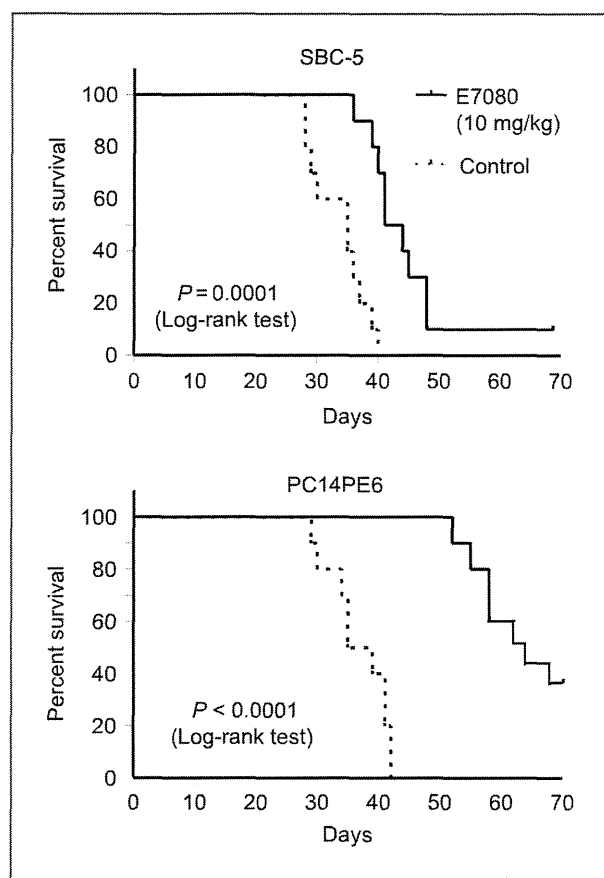 SBC-5
Percent survival
100
80
60
40
20
0
E7080
(10 mg/kg)
Control
P = 0.0001
(Log-rank test)
0 10 20 30 40 50 60 70
Days
PC14PE6
Percent survival
100
80
60
40
20
0
P < 0.0001
(Log-rank test)
0 10 20 30 40 50 60 70
Days